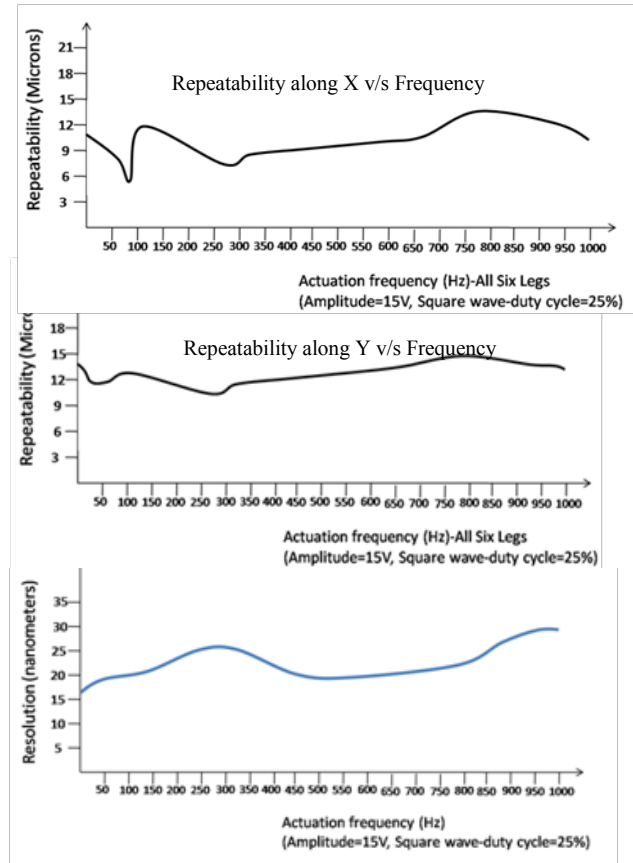 Repeatability along X v/s Frequency
Repeatability (Microns)
21
18
15
12
9
6
3
50 100 150 200 250 300 350 400 450 500 550 600 650 700 750 800 850 900 950 1000
Actuation frequency (Hz)-All Six Legs
(Amplitude=15V, Square wave-duty cycle=25%)
Repeatability along Y v/s Frequency
Repeatability (Micr
18
15
12
9
6
3
50 100 150 200 250 300 350 400 450 500 550 600 650 700 750 800 850 900 950 1000
Actuation frequency (Hz)-All Six Legs
(Amplitude=15V, Square wave-duty cycle=25%)
Resolution (nanometers)
35
30
25
20
15
10
5
50 100 150 200 250 300 350 400 450 500 550 600 650 700 750 800 850 900 950 1000
Actuation frequency (Hz)
(Amplitude=15V, Square wave-duty cycle=25%)